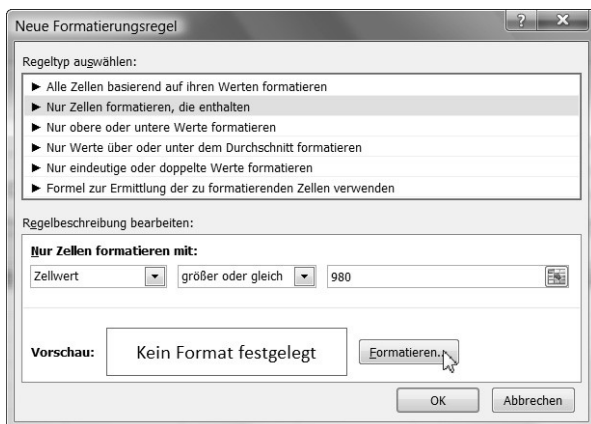 Neue Formatierungsregel
Regeltyp auswählen:
► Alle Zellen basierend auf ihren Werten formatieren
► Nur Zellen formatieren, die enthalten
► Nur obere oder untere Werte formatieren
► Nur Werte über oder unter dem Durchschnitt formatieren
► Nur eindeutige oder doppelte Werte formatieren
► Formel zur Ermittlung der zu formatierenden Zellen verwenden
Regelbeschreibung bearbeiten:
Nur Zellen formatieren mit:
Zellwert größer oder gleich 980
Vorschau: Kein Format festgelegt Formatieren...
OK Abbrechen